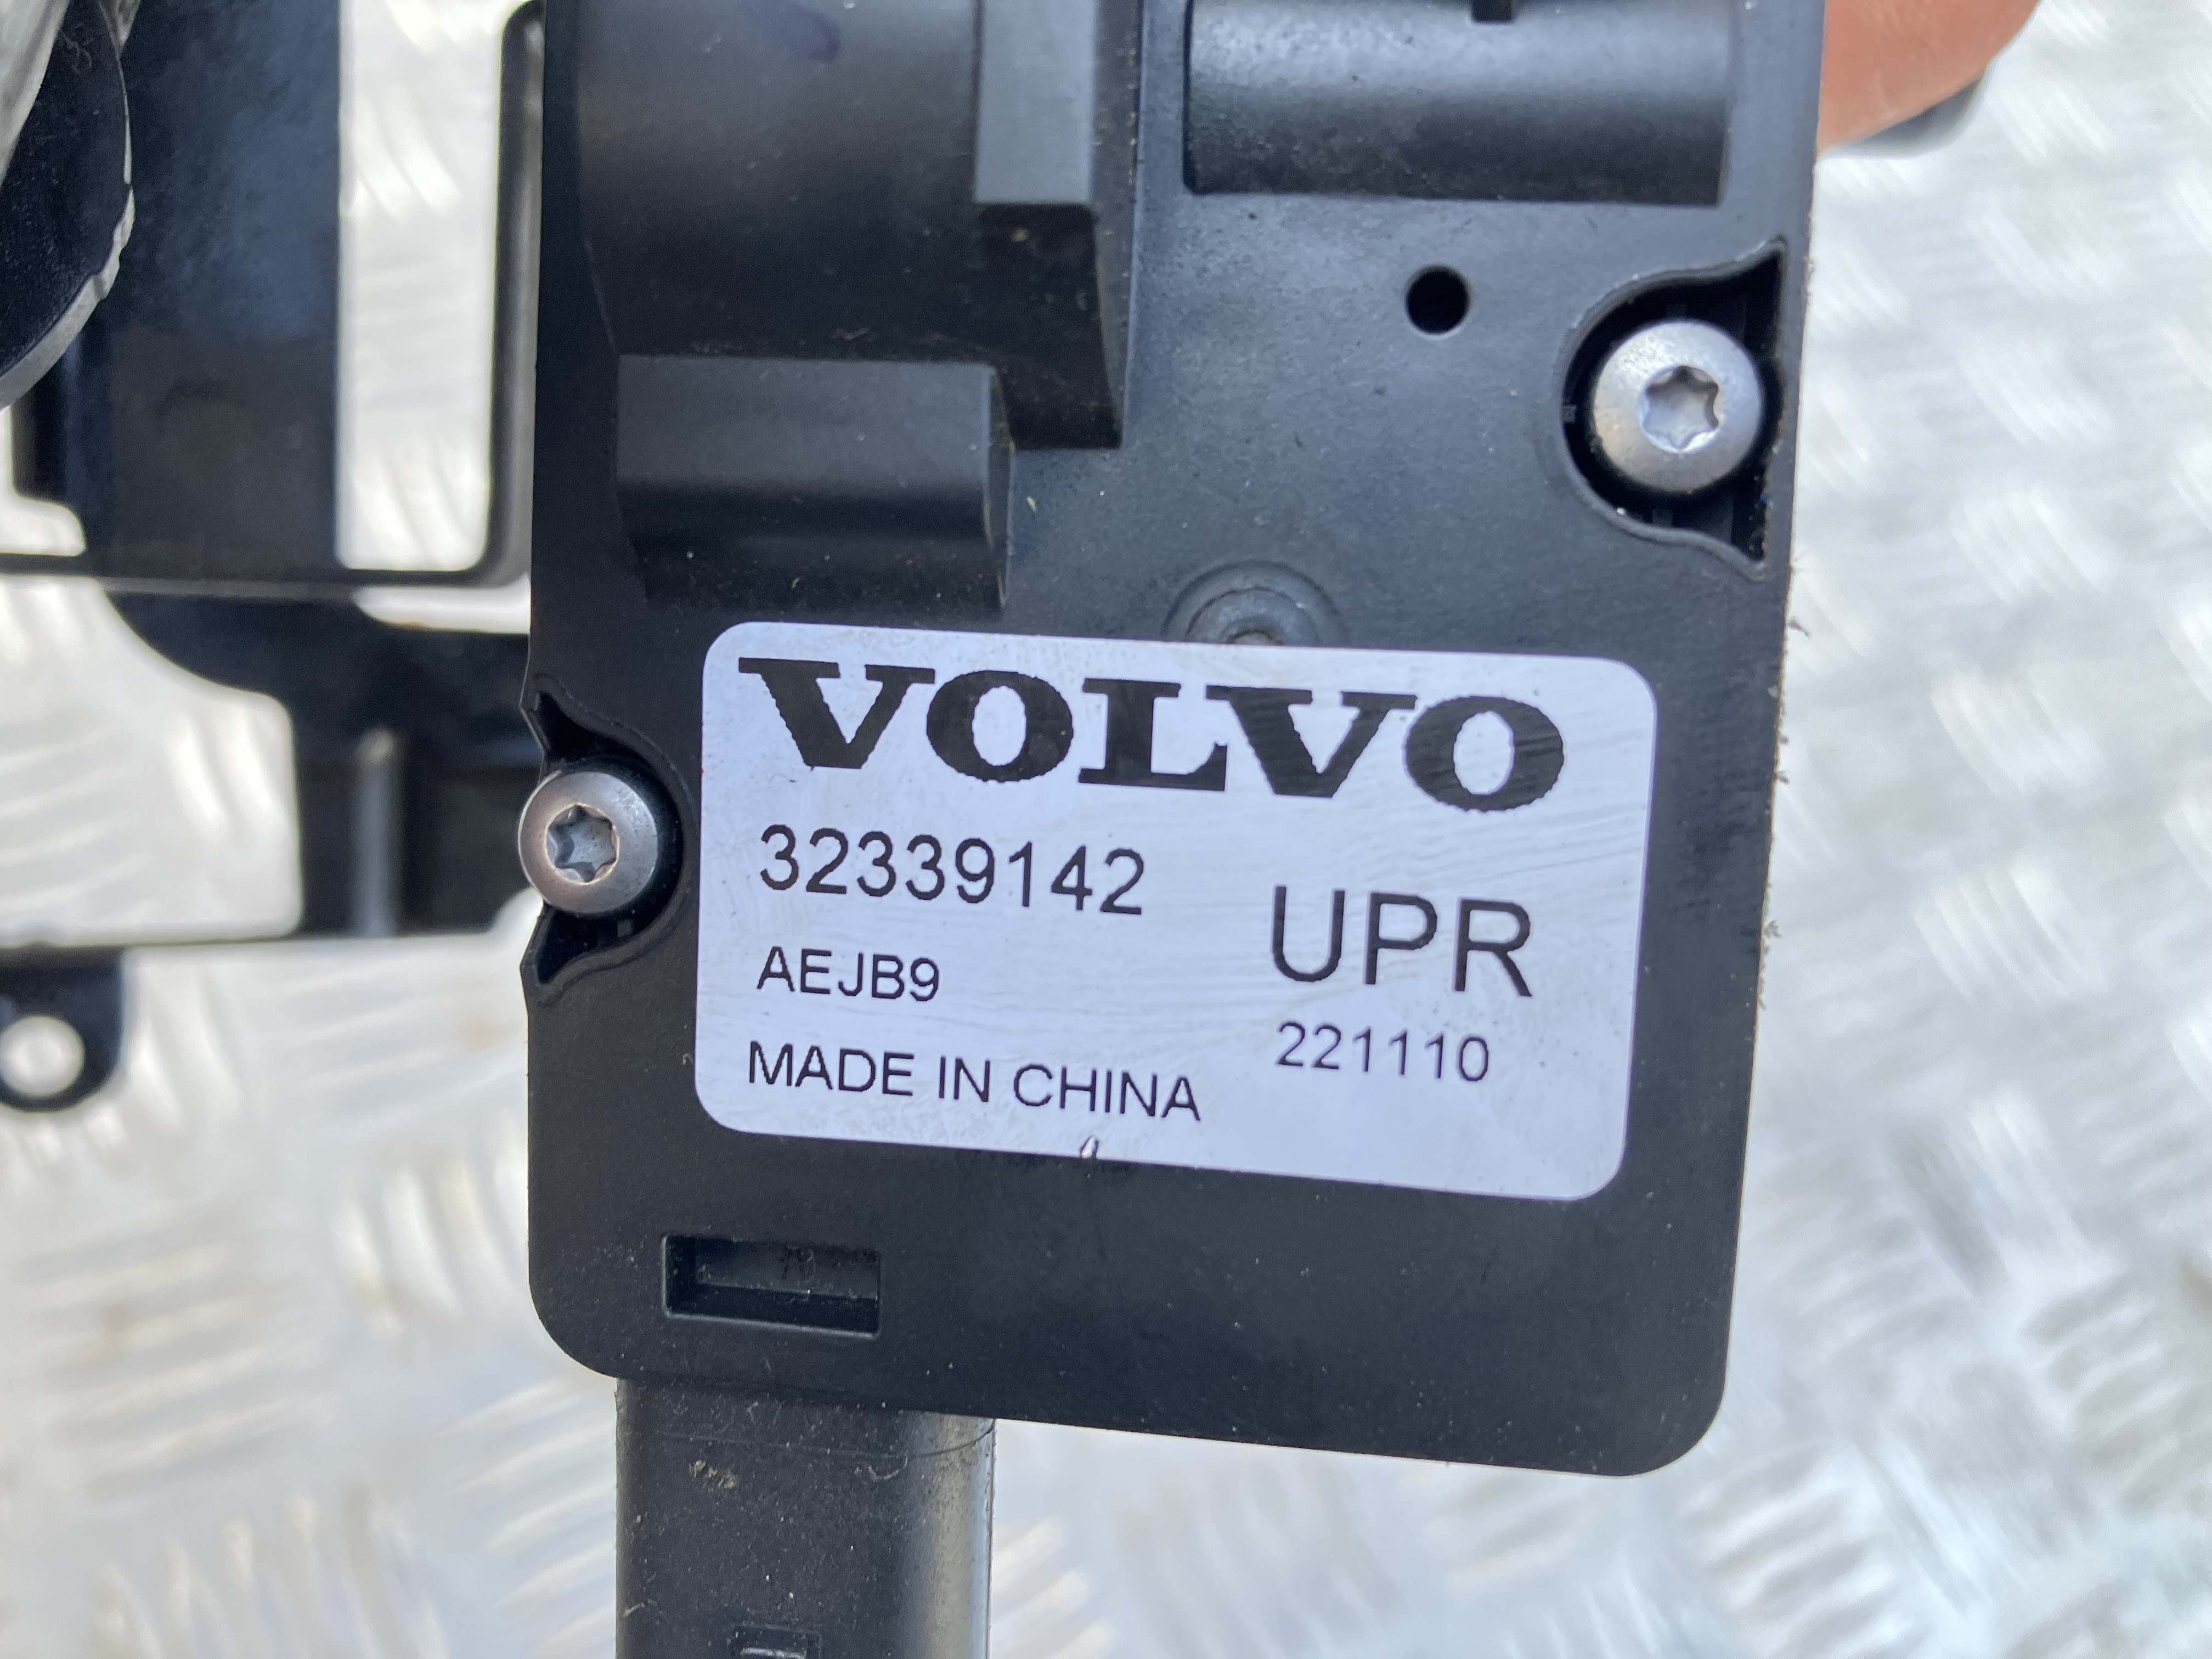 VOLVO
32339142
UPR
AEJB9
221110
MADE IN CHINA